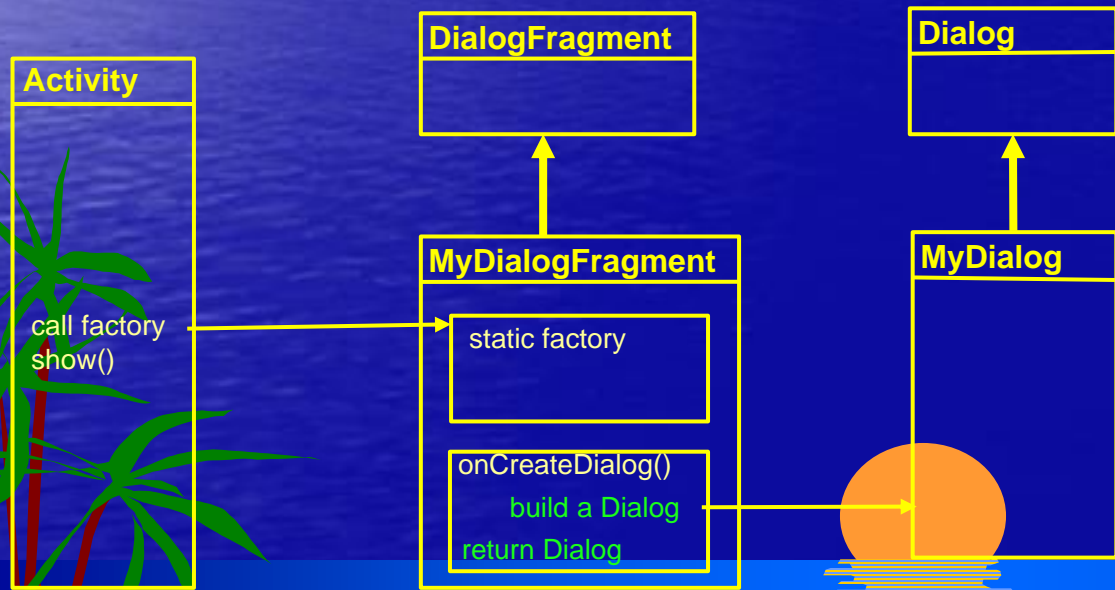 Activity
call factory
show()
DialogFragment
MyDialogFragment
static factory
onCreateDialog()
build a Dialog
return Dialog
Dialog
MyDialog